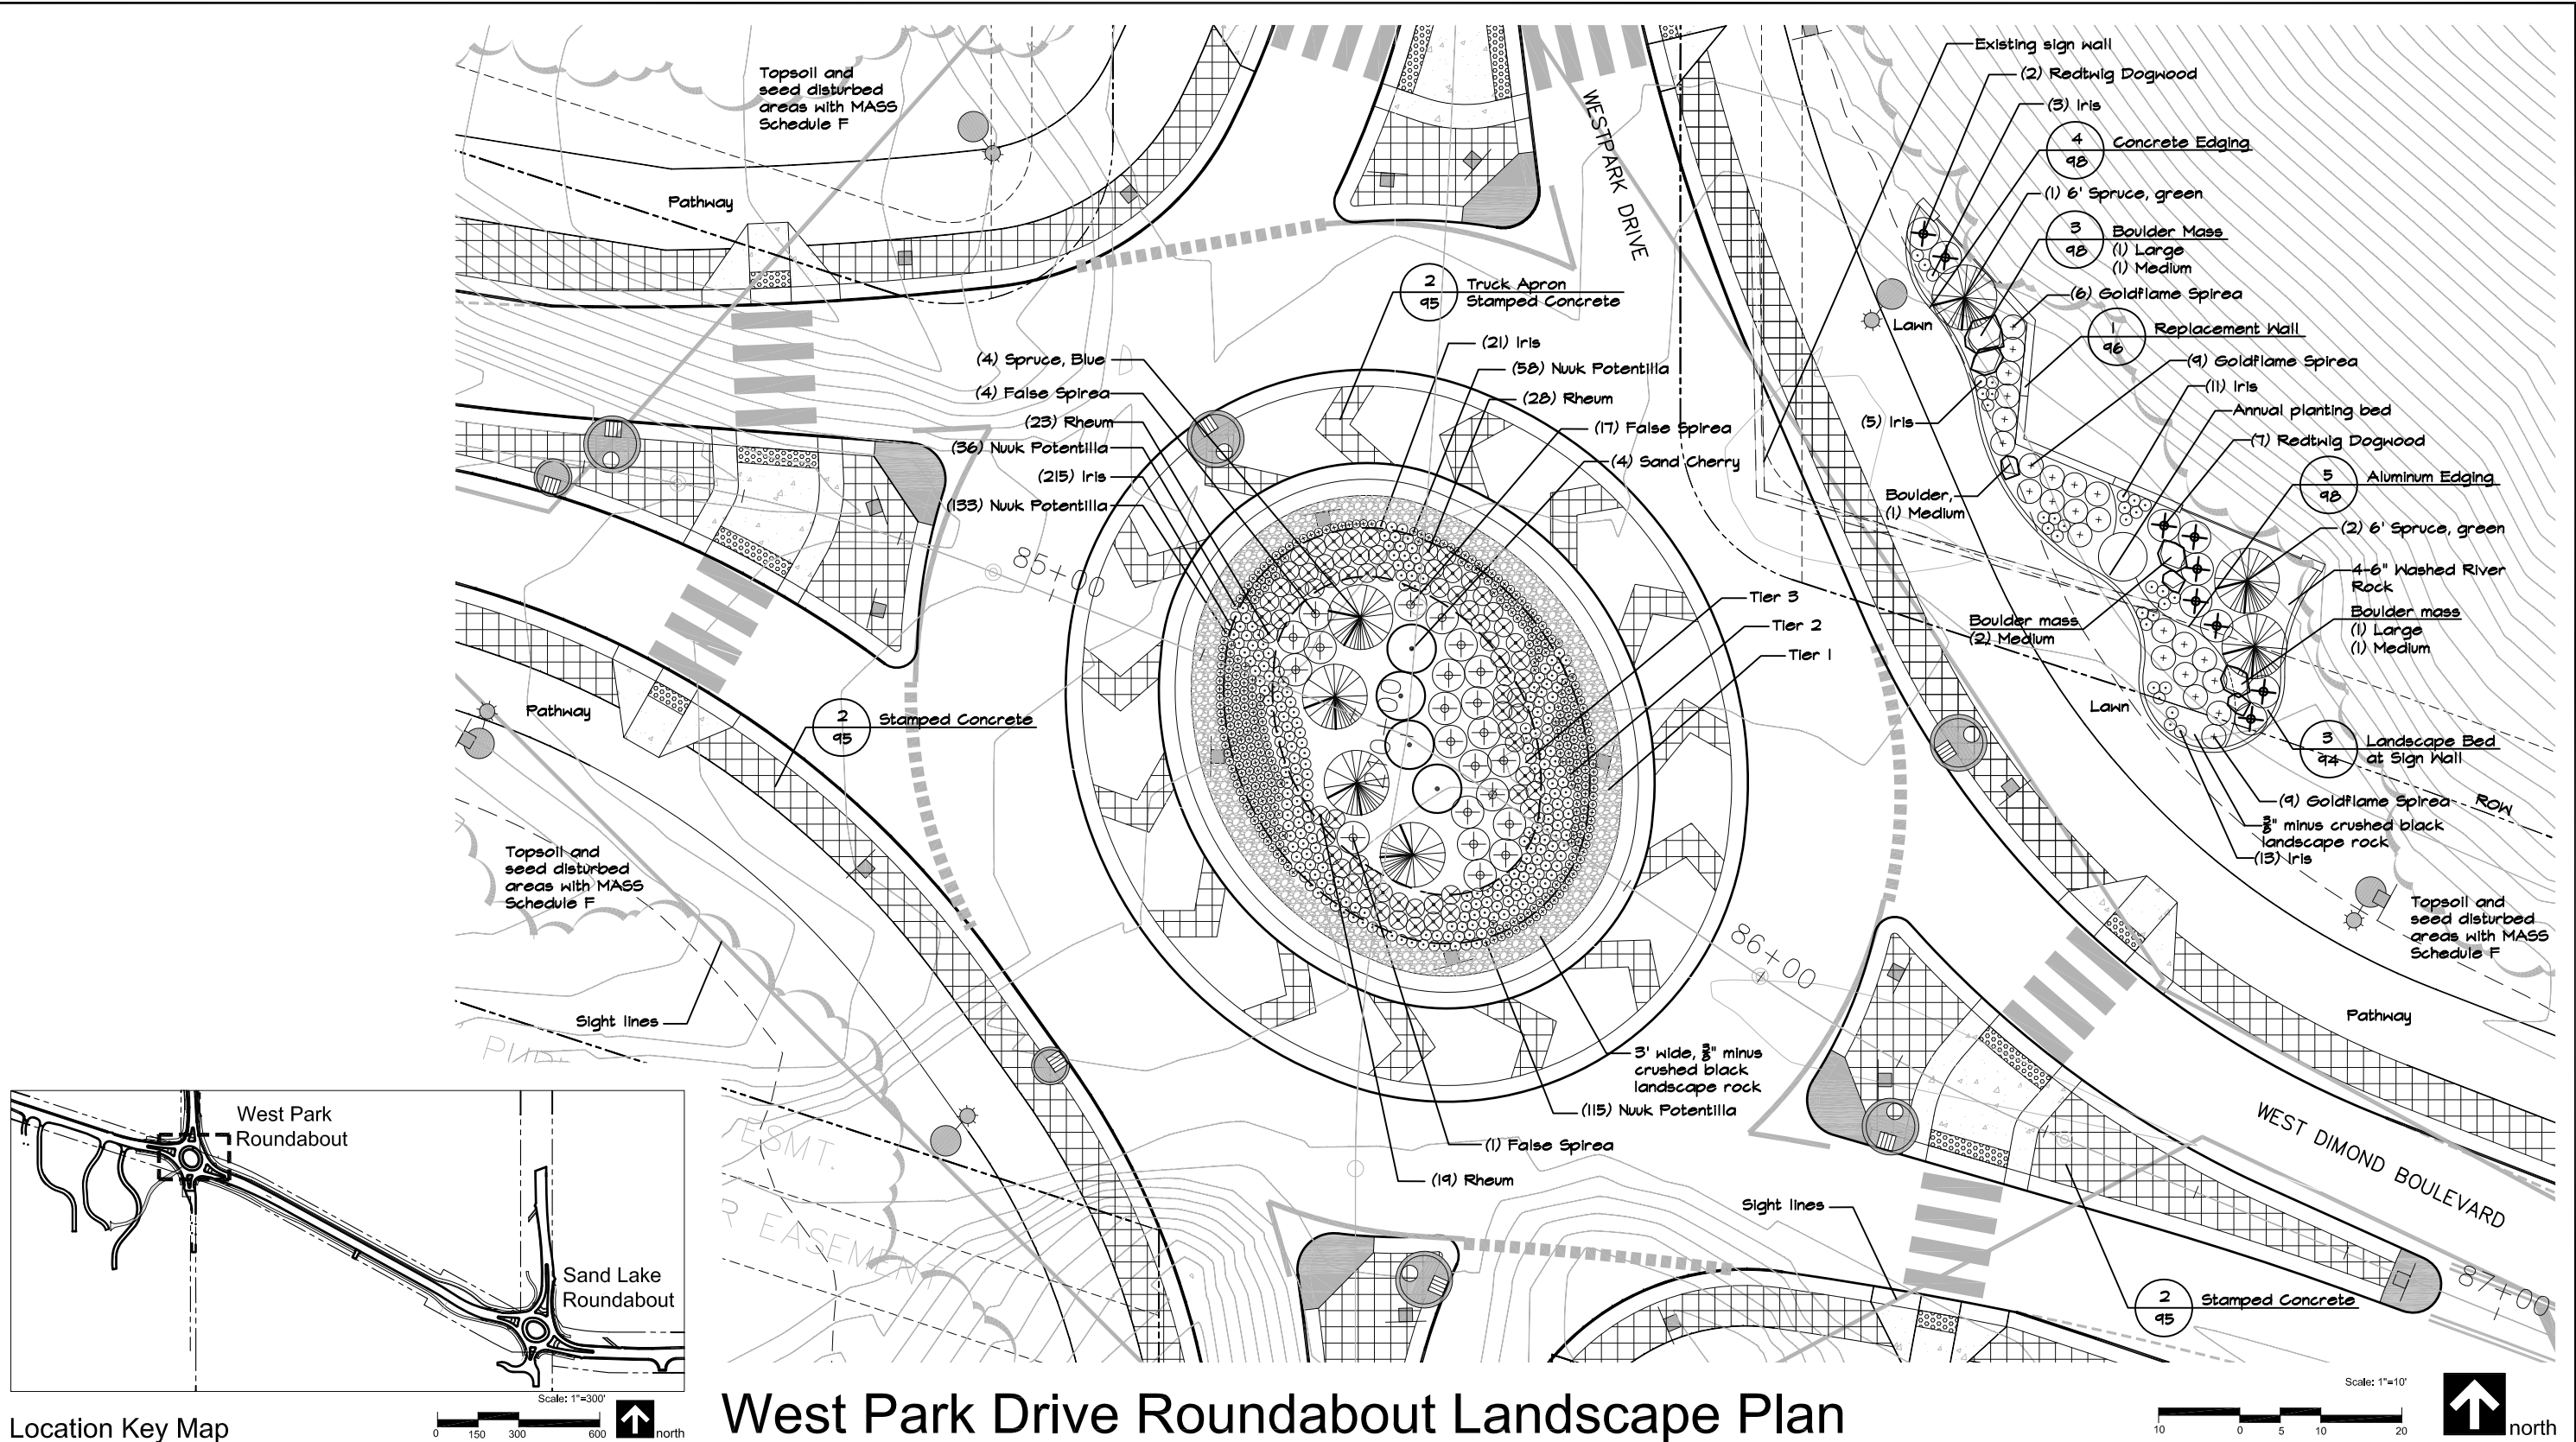 Topsoil and
seed disturbed
areas with MASS
Schedule F
Pathway
WESTPARK DRIVE
Existing sign wall
(2) Redtwig Dogwood
(3) Iris
4
98
Concrete Edging
(1) 6' Spruce, green
3
98
Boulder Mass
(1) Large
(1) Medium
(6) Goldflame Spirea
Lawn
1
96
Replacement Wall
(9) Goldflame Spirea
(11) Iris
Annual planting bed
(5) Iris
(7) Redtwig Dogwood
5
98
Aluminum Edging
Boulder,
(1) Medium
(2) 6' Spruce, green
4-6" Washed River
Rock
Boulder mass
(1) Large
(1) Medium
Boulder mass
(2) Medium
Lawn
3
94
Landscape Bed
at Sign Wall
(9) Goldflame Spirea
ROW
3/8" minus crushed black
landscape rock
(13) Iris
Topsoil and
seed disturbed
areas with MASS
Schedule F
Pathway
2
95
Truck Apron
Stamped Concrete
(4) Spruce, Blue
(4) False Spirea
(23) Rheum
(36) Nuuk Potentilla
(215) Iris
(133) Nuuk Potentilla
(21) Iris
(58) Nuuk Potentilla
(28) Rheum
(17) False Spirea
(4) Sand Cherry
85+00
Tier 3
Tier 2
Tier 1
Pathway
2
95
Stamped Concrete
Topsoil and
seed disturbed
areas with MASS
Schedule F
Sight lines
86+00
3' wide, 3/8" minus
crushed black
landscape rock
(115) Nuuk Potentilla
(1) False Spirea
(19) Rheum
ESMT.
R EASEMENT
Sight lines
WEST DIMOND BOULEVARD
87+00
2
95
Stamped Concrete
West Park
Roundabout
Sand Lake
Roundabout
Location Key Map
Scale: 1"=300'
0 150 300 600
north
West Park Drive Roundabout Landscape Plan
Scale: 1"=10'
10 0 5 10 20
north